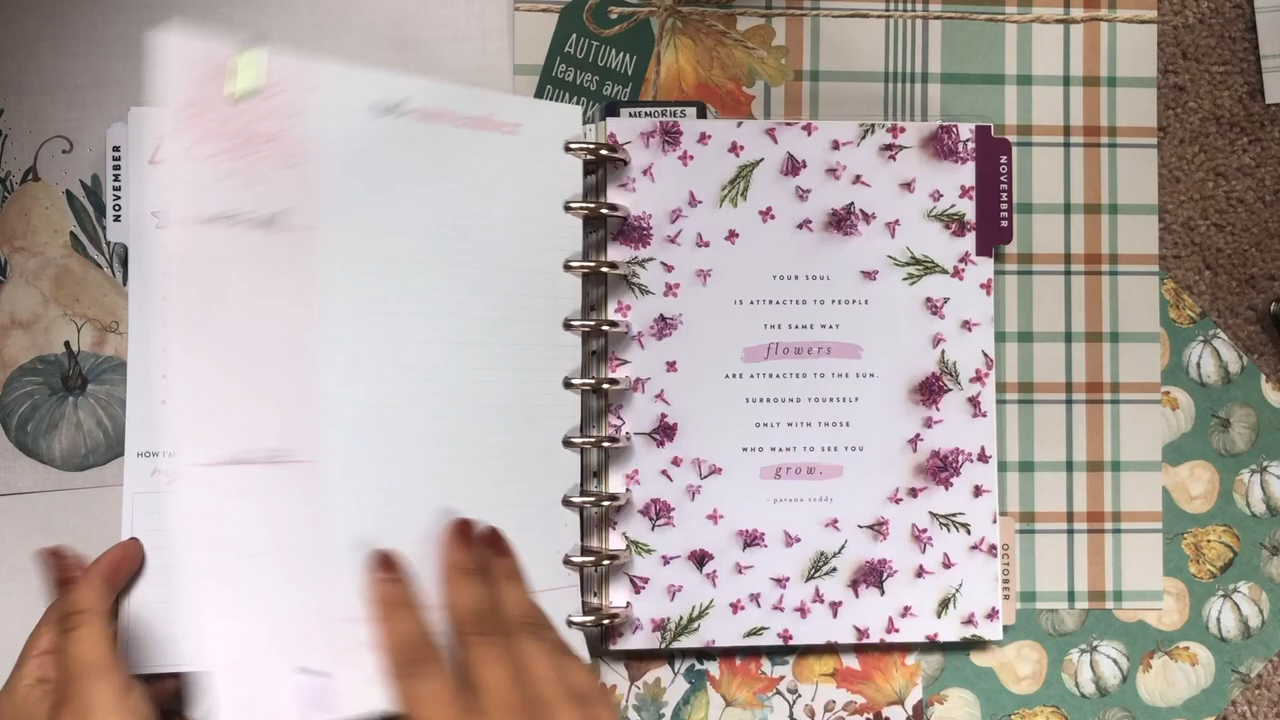 AUTUMN
leaves and
MEMORIES
NOVEMBER
NOVEMBER
YOUR SOUL
IS ATTRACTED TO PEOPLE
THE SAME WAY
flowers
ARE ATTRACTED TO THE SUN.
SURROUND YOURSELF
ONLY WITH THOSE
WHO WANT TO SEE YOU
grow.
- pavana reddy
HOW I'M
OCTOBER